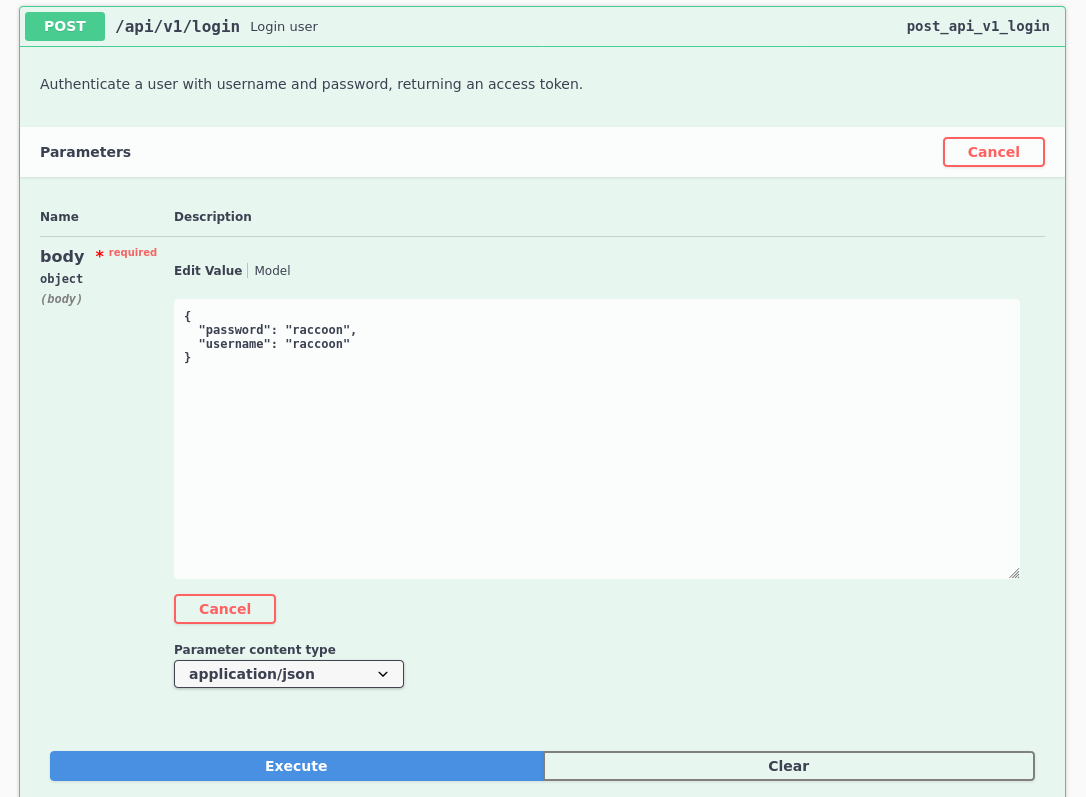 POST /api/v1/login Login user post_api_v1_login
Authenticate a user with username and password, returning an access token.
Parameters Cancel
Name Description
body * required
object
(body)
Edit Value Model
{
  "password": "raccoon",
  "username": "raccoon"
}
Cancel
Parameter content type
application/json
Execute Clear